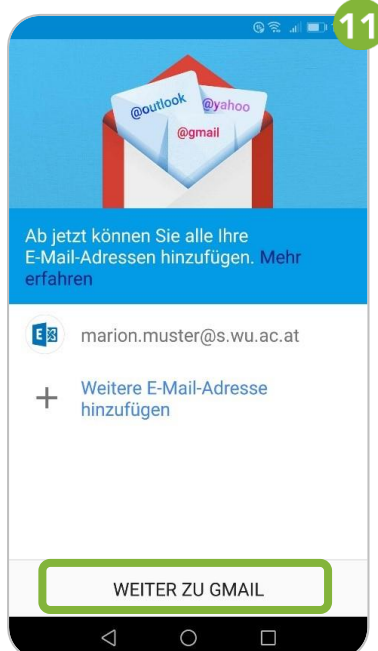 11
@outlook
@yahoo
@gmail
Ab jetzt können Sie alle Ihre
E-Mail-Adressen hinzufügen. Mehr
erfahren
E
marion.muster@s.wu.ac.at
+ Weitere E-Mail-Adresse
hinzufügen
WEITER ZU GMAIL